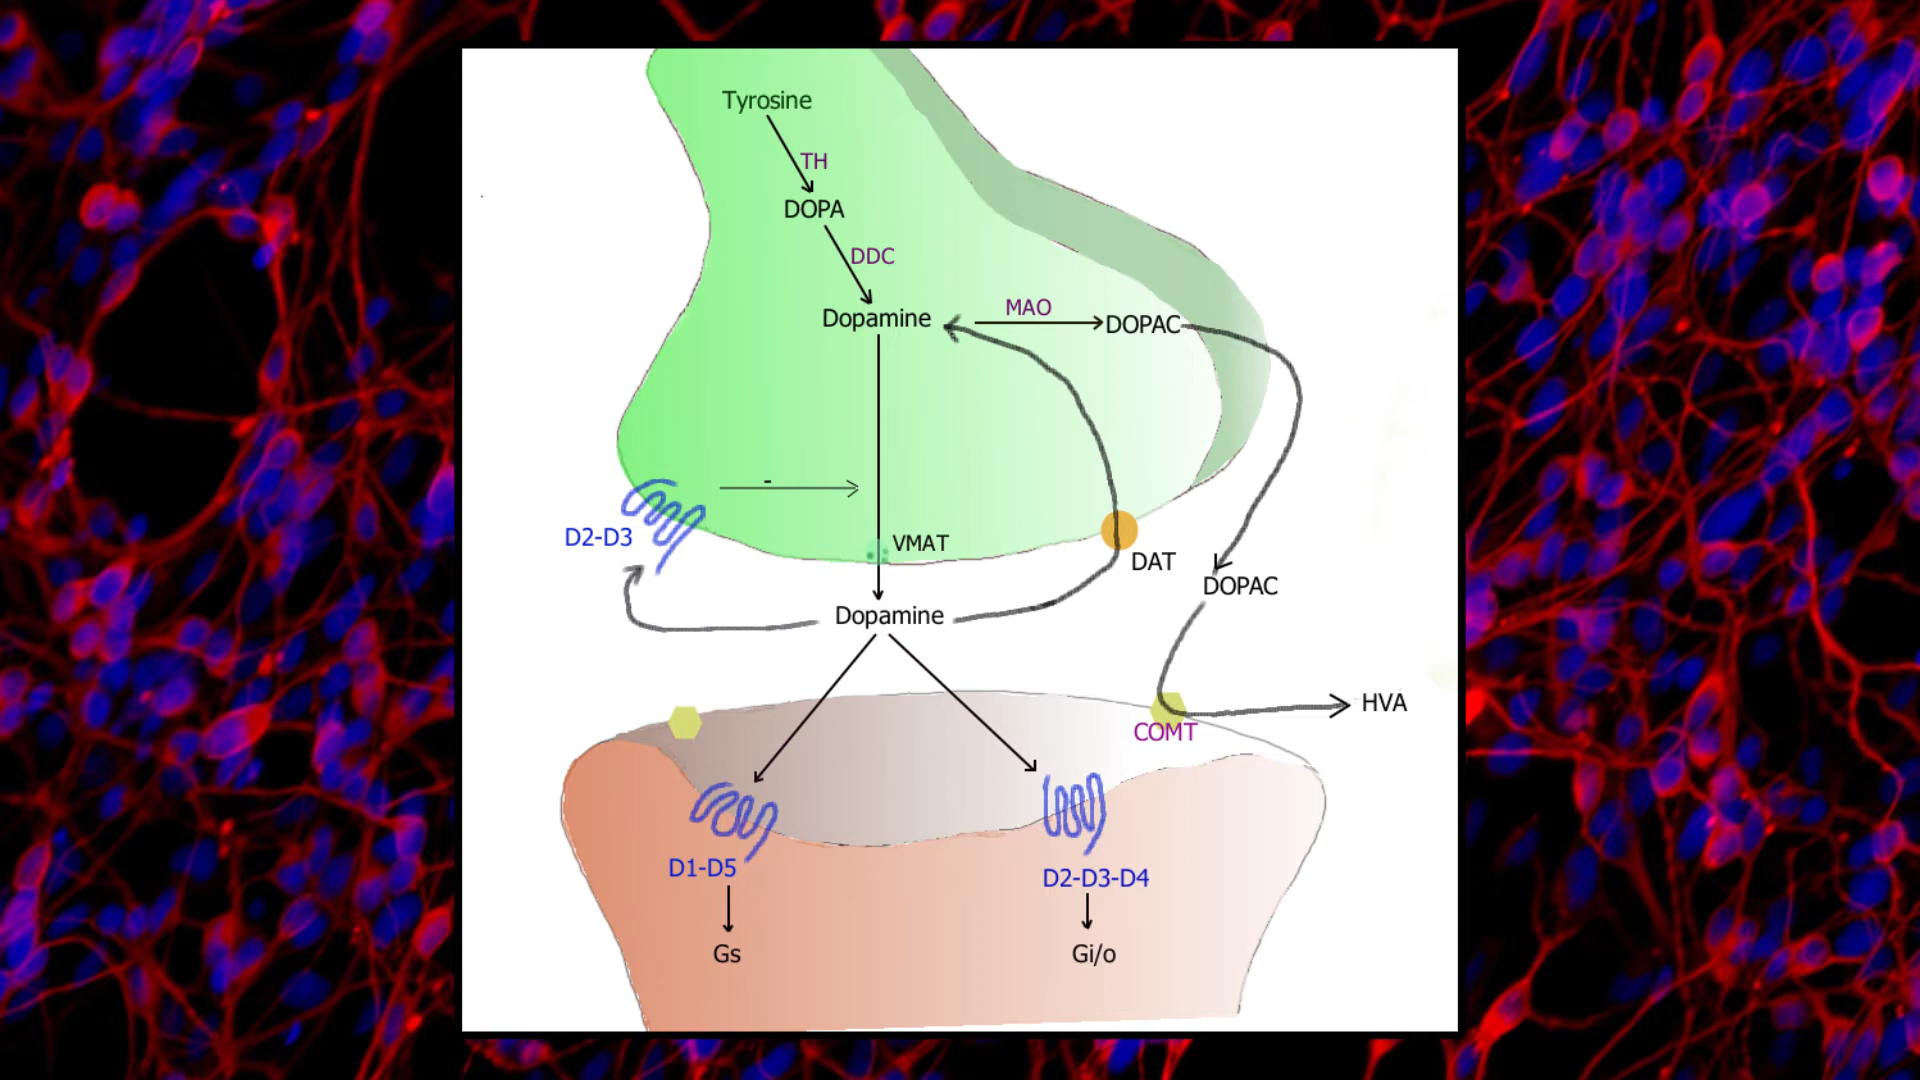 Tyrosine
TH
DOPA
DDC
Dopamine
MAO
DOPAC
-
D2-D3
VMAT
DAT
DOPAC
Dopamine
HVA
COMT
D1-D5
D2-D3-D4
Gs
Gi/o